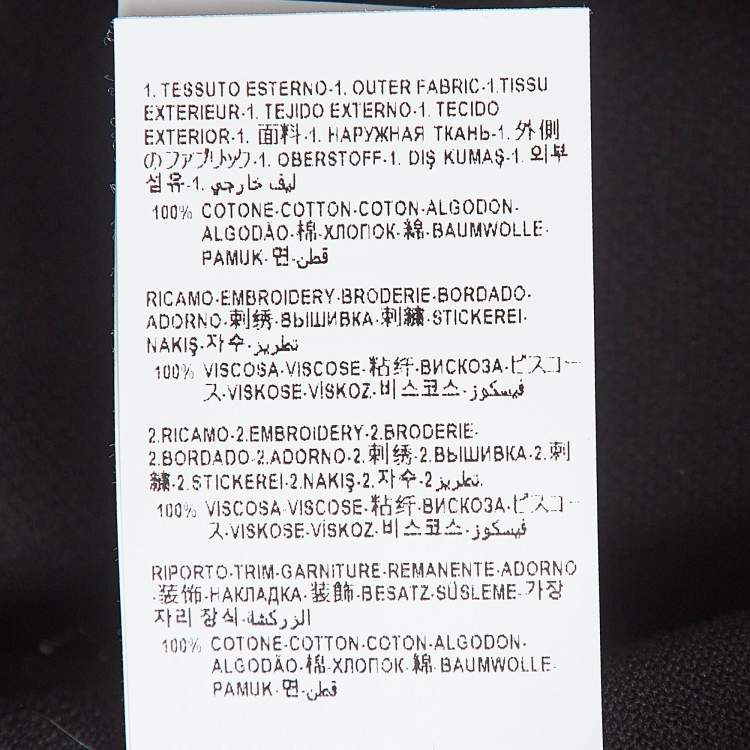 1. TESSUTO ESTERNO-1. OUTER FABRIC-1.TISSU
EXTERIEUR-1. TEJIDO EXTERNO-1. TECIDO
EXTERIOR-1. 面料-1. НАРУЖНАЯ ТКАНЬ-1. 外側
のファブリック-1. OBERSTOFF-1. DIŞ KUMAŞ-1. 외부
섬유-1. ليف خارجي
100% COTONE-COTTON-COTON-ALGODON-
ALGODÃO-棉-ХЛОПОК-綿-BAUMWOLLE-
PAMUK-면-قطن
RICAMO-EMBROIDERY-BRODERIE-BORDADO-
ADORNO-刺绣-ВЫШИВКА-刺繍-STICKEREI-
NAKIŞ-자수-تطريز
100% VISCOSA-VISCOSE-粘纤-ВИСКОЗА-ビスコー
ス-VISKOSE-VİSKOZ-비스코스-فيسكوز
2.RICAMO-2.EMBROIDERY-2.BRODERIE-
2.BORDADO-2.ADORNO-2.刺绣-2.ВЫШИВКА-2.刺
繍-2.STICKEREI-2.NAKIŞ-2.자수-2.تطريز
100% VISCOSA-VISCOSE-粘纤-ВИСКОЗА-ビスコー
ス-VISKOSE-VİSKOZ-비스코스-فيسكوز
RIPORTO-TRIM-GARNITURE-REMANENTE-ADORNO
-装饰-НАКЛАДКА-装飾-BESATZ-SÜSLEME-가장
자리 장식-الزركشة
100% COTONE-COTTON-COTON-ALGODON-
ALGODÃO-棉-ХЛОПОК-綿-BAUMWOLLE-
PAMUK-면-قطن